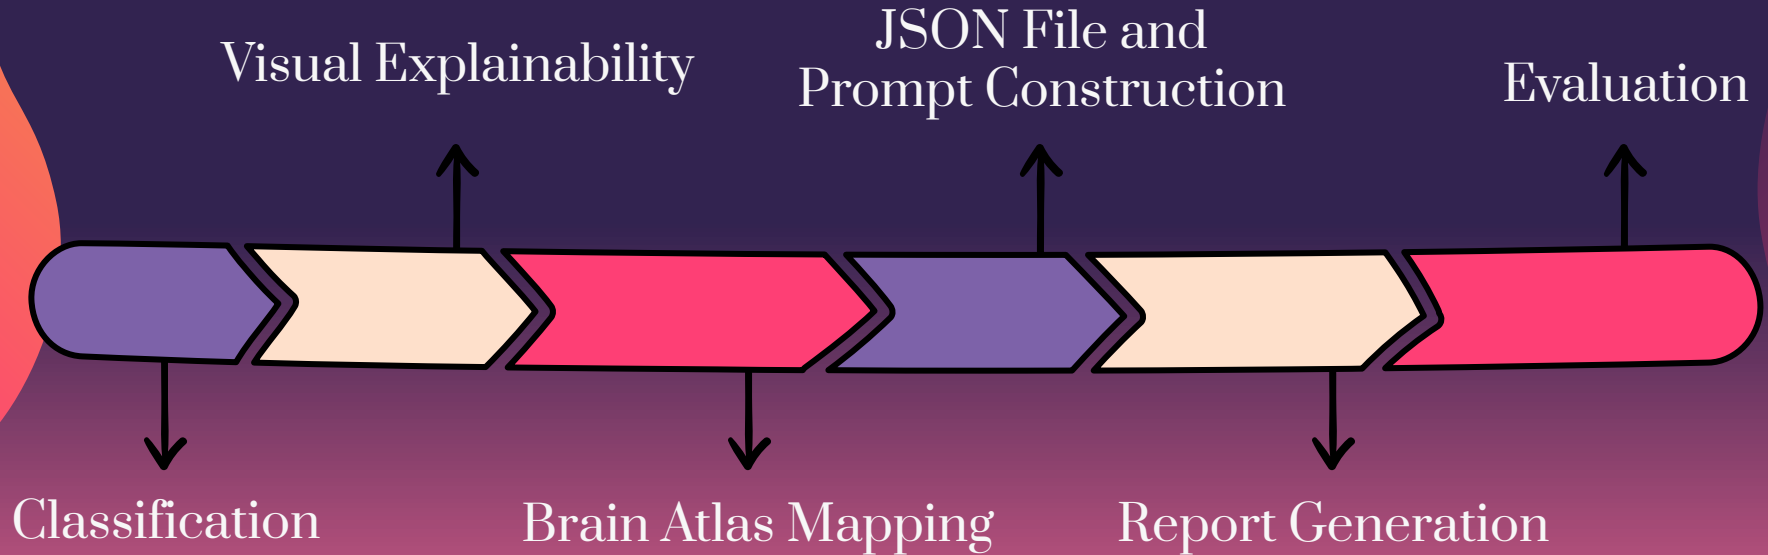 Visual Explainability
JSON File and
Prompt Construction
Evaluation
Classification
Brain Atlas Mapping
Report Generation